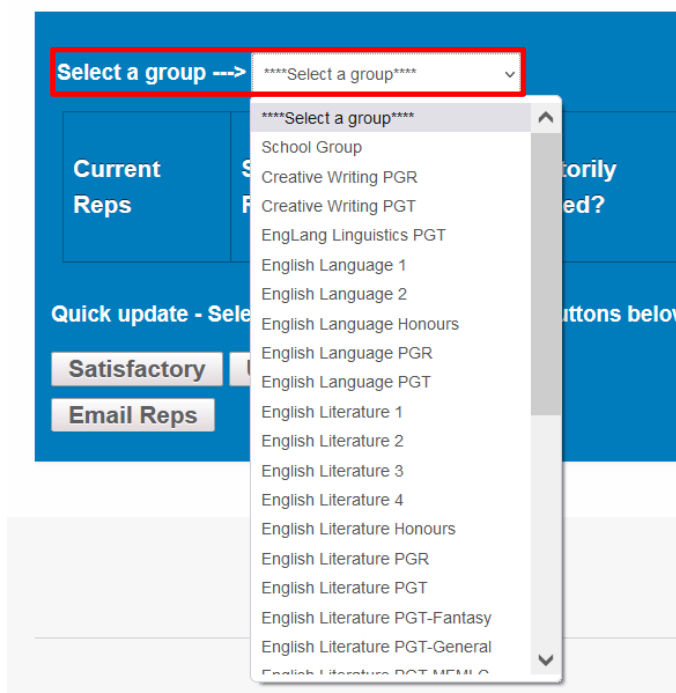 Select a group ---> ****Select a group****
****Select a group****
School Group
Current Reps
torily
ed?
Creative Writing PGR
Creative Writing PGT
EngLang Linguistics PGT
English Language 1
English Language 2
Quick update - Sele
uttons below
English Language Honours
English Language PGR
Satisfactory
English Language PGT
Email Reps
English Literature 1
English Literature 2
English Literature 3
English Literature 4
English Literature Honours
English Literature PGR
English Literature PGT
English Literature PGT-Fantasy
English Literature PGT-General